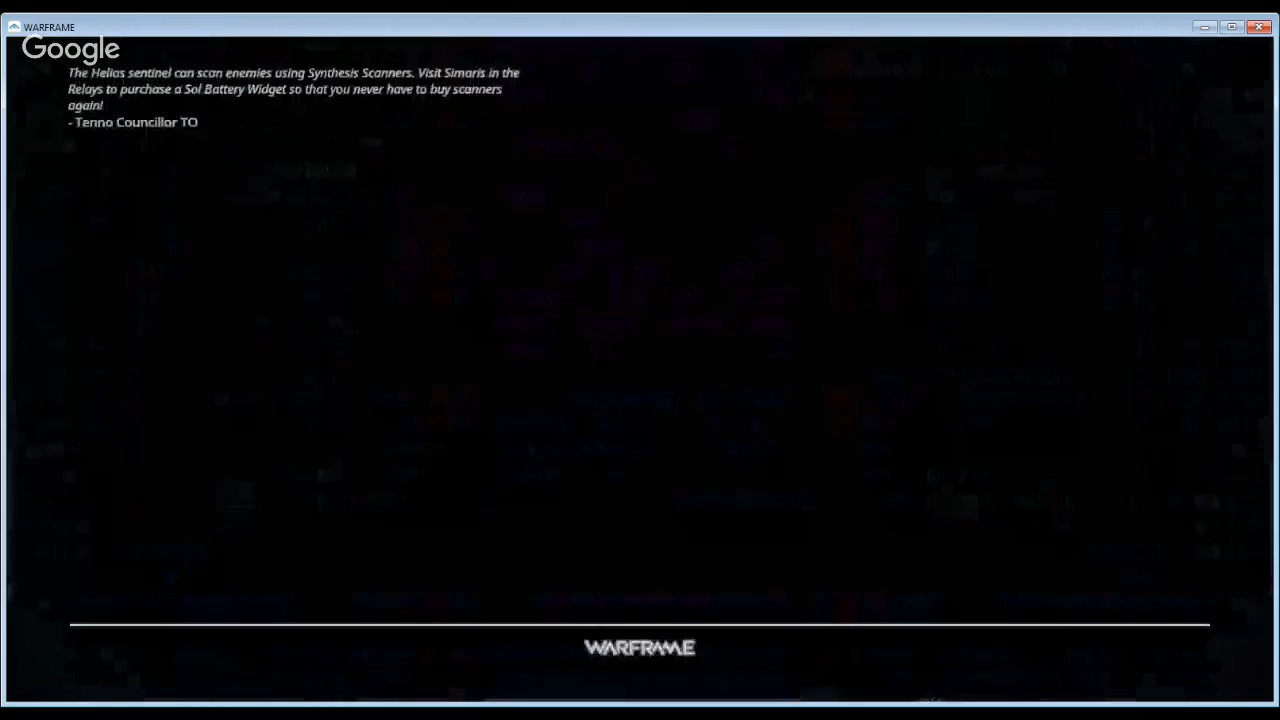 WARFRAME
Google
The Helios sentinel can scan enemies using Synthesis Scanners. Visit Simaris in the
Relays to purchase a Sol Battery Widget so that you never have to buy scanners
again!
- Tenno Councillor TO
WARFRAME